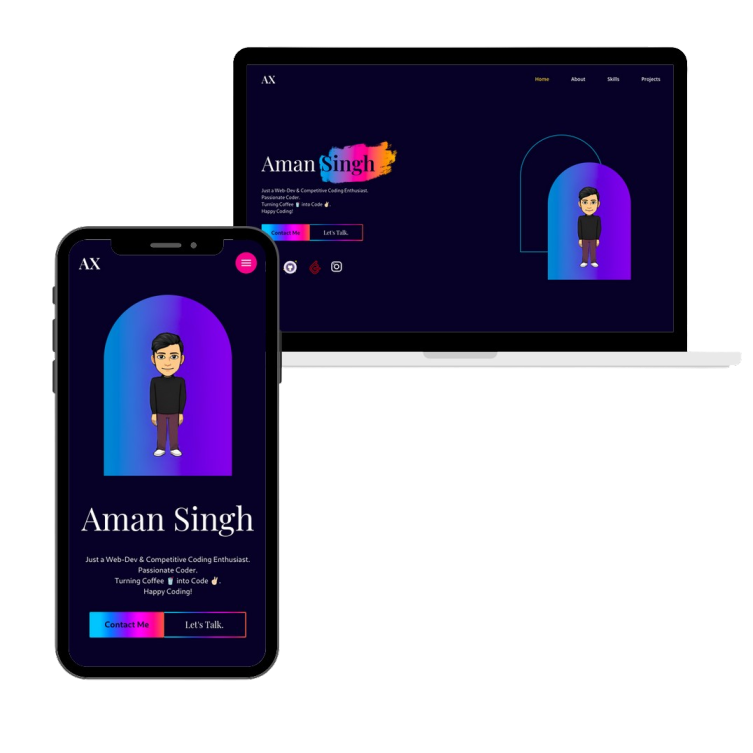 AX
Home About Skills Projects
Aman Singh
Just a Web-Dev & Competitive Coding Enthusiast.
Passionate Coder.
Turning Coffee 🥤 into Code ✌🏻.
Happy Coding!
Contact Me Let's Talk.
AX
Aman Singh
Just a Web-Dev & Competitive Coding Enthusiast.
Passionate Coder.
Turning Coffee 🥤 into Code ✌🏻.
Happy Coding!
Contact Me Let's Talk.